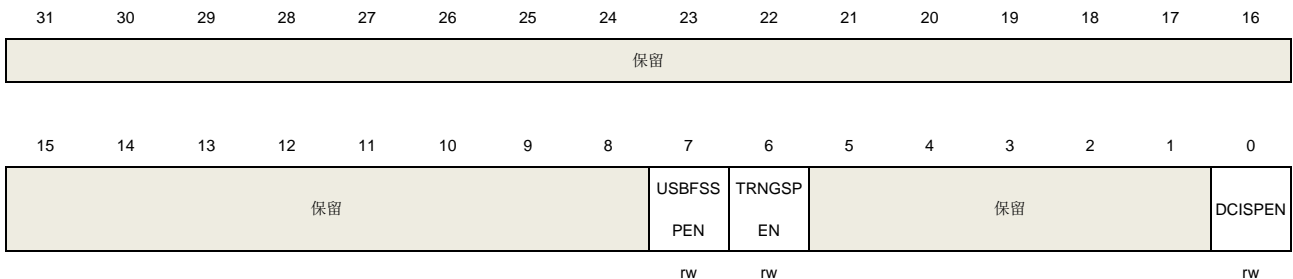 31 30 29 28 27 26 25 24 23 22 21 20 19 18 17 16
保留
15 14 13 12 11 10 9 8 7 6 5 4 3 2 1 0
保留 USBFSS PEN TRNGSP EN 保留 DCISPEN
rw rw rw